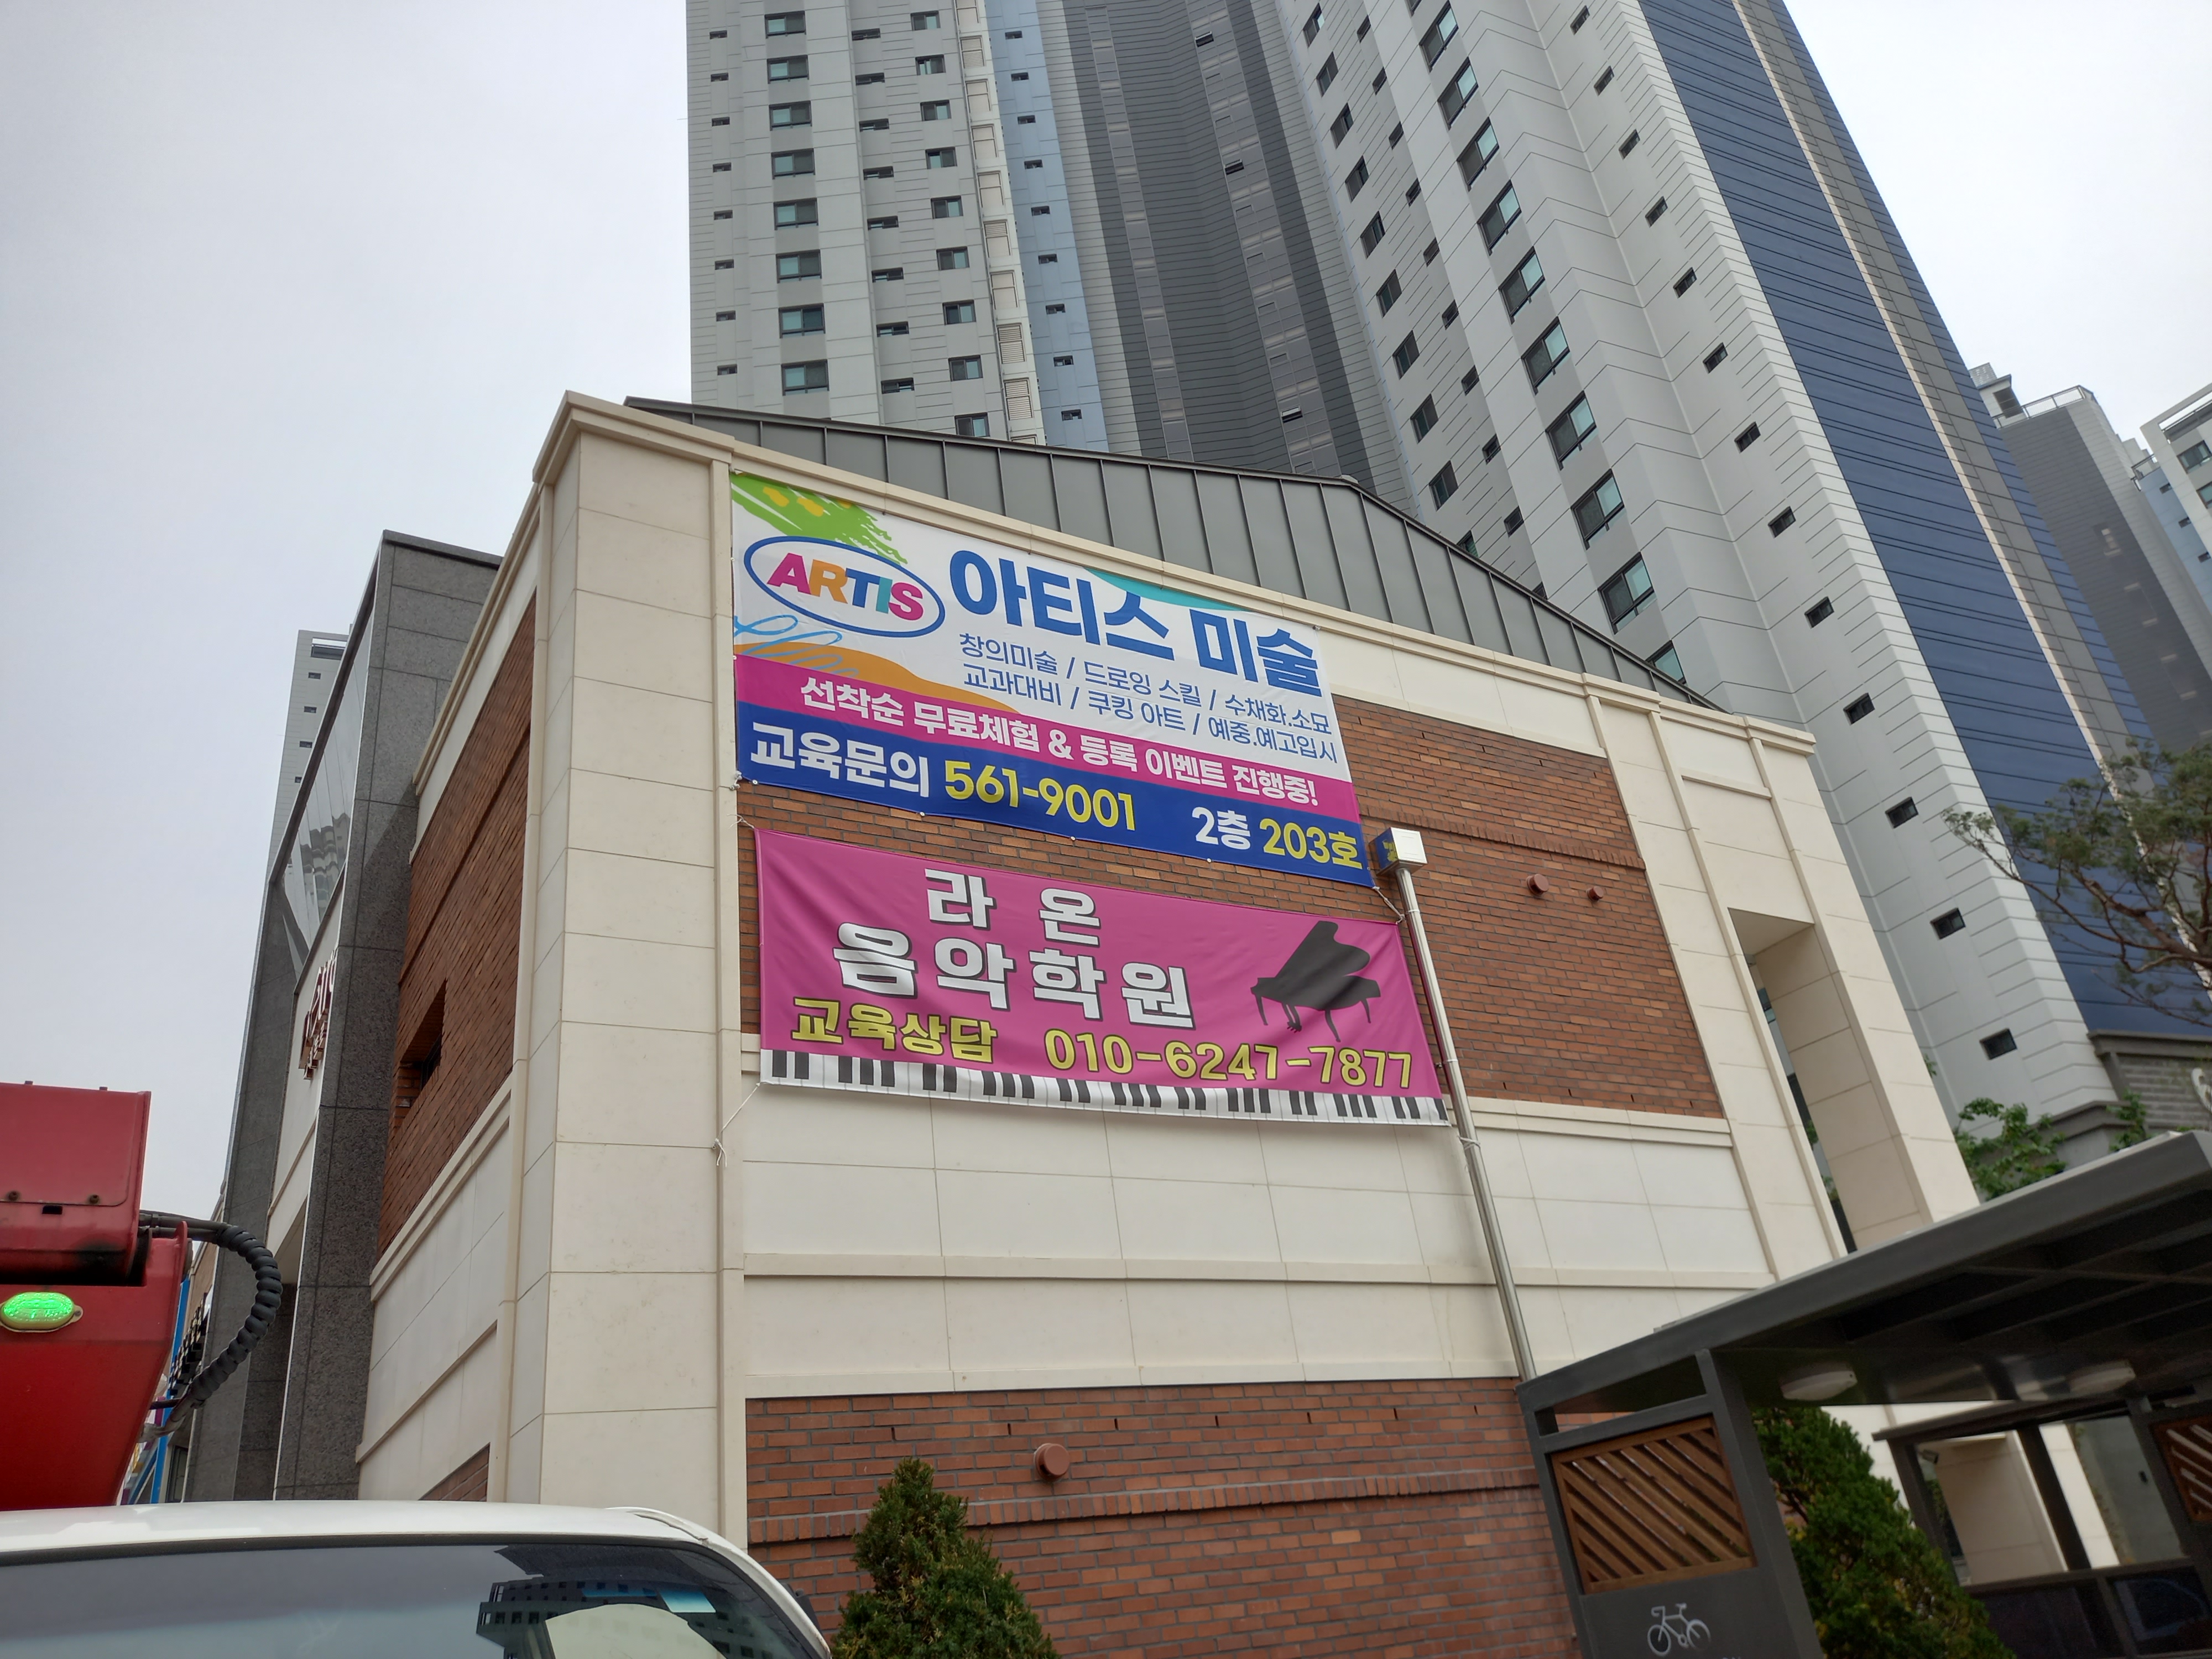 ARTIS
아티스 미술
창의미술 / 드로잉 스킬 / 수채화.소묘
교과대비 / 쿠킹 아트 / 예중.예고입시
선착순 무료체험 & 등록 이벤트 진행중!
교육문의 561-9001 2층 203호
라 온
음악학원
교육상담 010-6247-7877